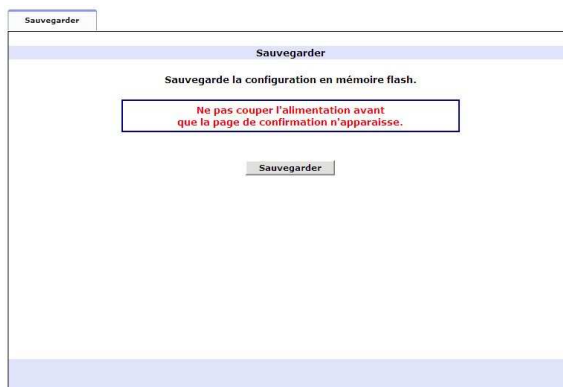 Sauvegarder
Sauvegarder
Sauvegarde la configuration en mémoire flash.
Ne pas couper l'alimentation avant
que la page de confirmation n'apparaisse.
Sauvegarder